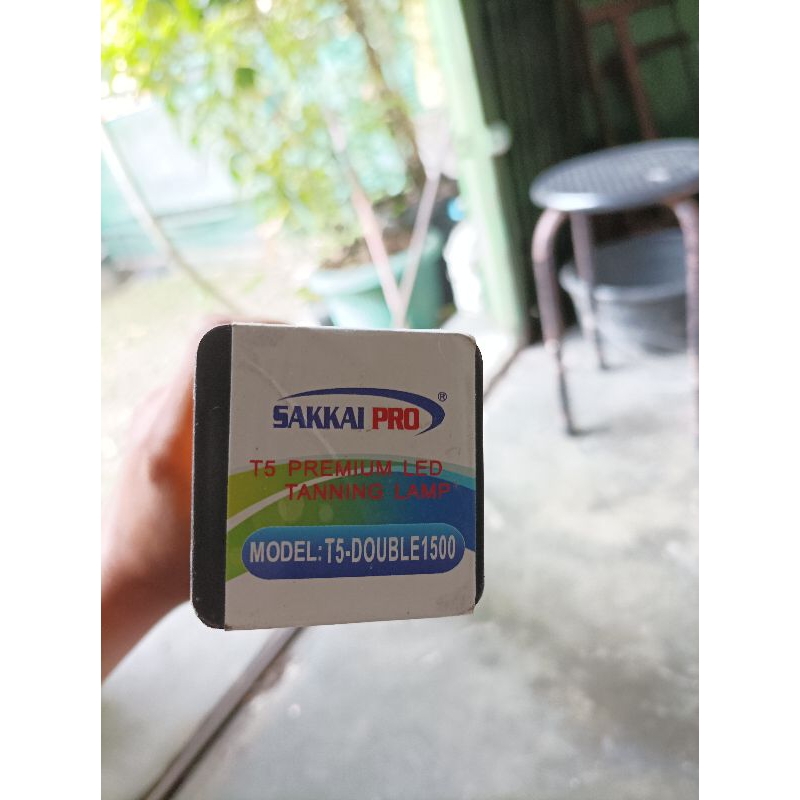 SAKKAI PRO®
T5 PREMIUM LED
TANNING LAMP
MODEL:T5-DOUBLE1500